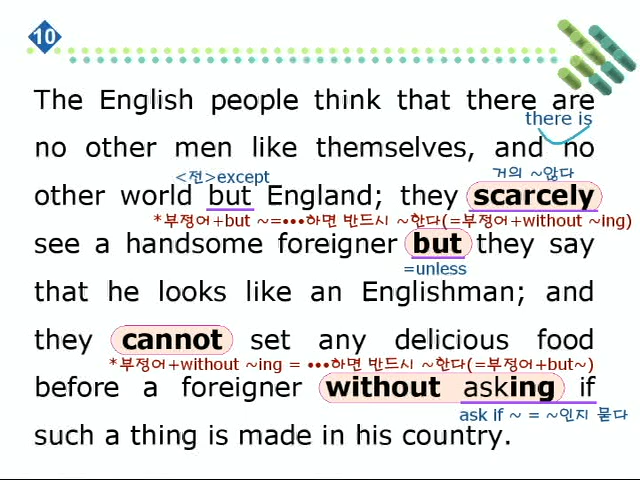 10
The English people think that there are
there is
no other men like themselves, and no
<전>except
거의 ~않다
other world but England; they scarcely
*부정어+but ~=•••하면 반드시 ~한다(=부정어+without ~ing)
see a handsome foreigner but they say
=unless
that he looks like an Englishman; and
they cannot set any delicious food
*부정어+without ~ing = •••하면 반드시 ~한다(=부정어+but~)
before a foreigner without asking if
ask if ~ = ~인지 묻다
such a thing is made in his country.